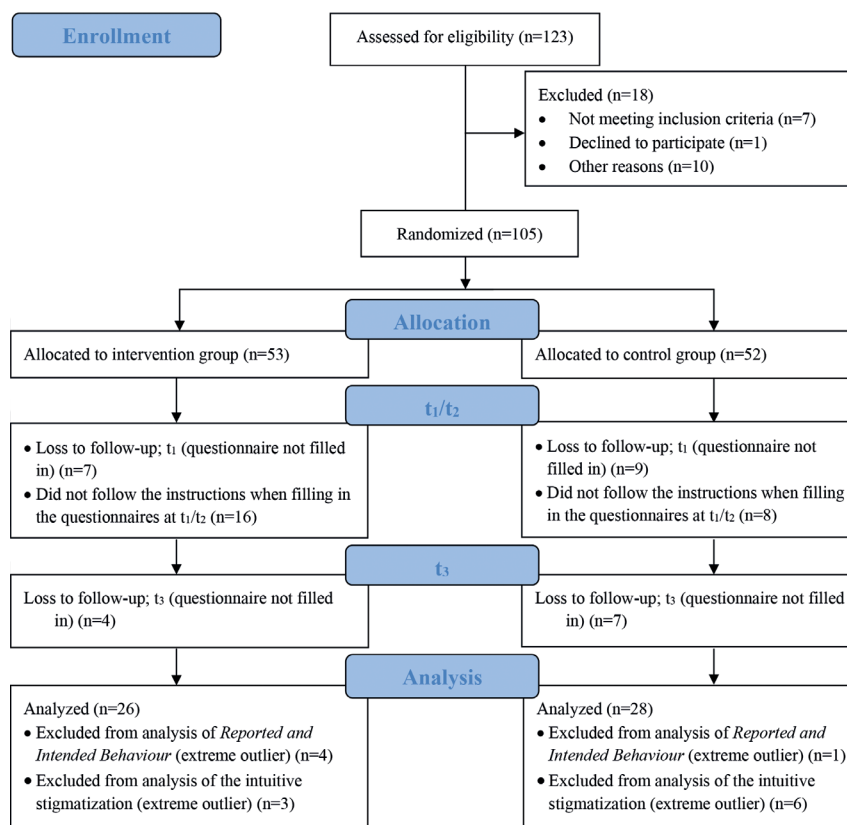 Enrollment
Assessed for eligibility (n=123)
Excluded (n=18)
• Not meeting inclusion criteria (n=7)
• Declined to participate (n=1)
• Other reasons (n=10)
Randomized (n=105)
Allocation
Allocated to intervention group (n=53)
Allocated to control group (n=52)
t₁/t₂
• Loss to follow-up; t₁ (questionnaire not filled
in) (n=7)
• Did not follow the instructions when filling in
the questionnaires at t₁/t₂ (n=16)
• Loss to follow-up; t₁ (questionnaire not
filled in) (n=9)
• Did not follow the instructions when filling
in the questionnaires at t₁/t₂ (n=8)
t₃
Loss to follow-up; t₃ (questionnaire not filled
in) (n=4)
Loss to follow-up; t₃ (questionnaire not filled
in) (n=7)
Analysis
Analyzed (n=26)
• Excluded from analysis of Reported and
Intended Behaviour (extreme outlier) (n=4)
• Excluded from analysis of the intuitive
stigmatization (extreme outlier) (n=3)
Analyzed (n=28)
• Excluded from analysis of Reported and
Intended Behaviour (extreme outlier) (n=1)
• Excluded from analysis of the intuitive
stigmatization (extreme outlier) (n=6)